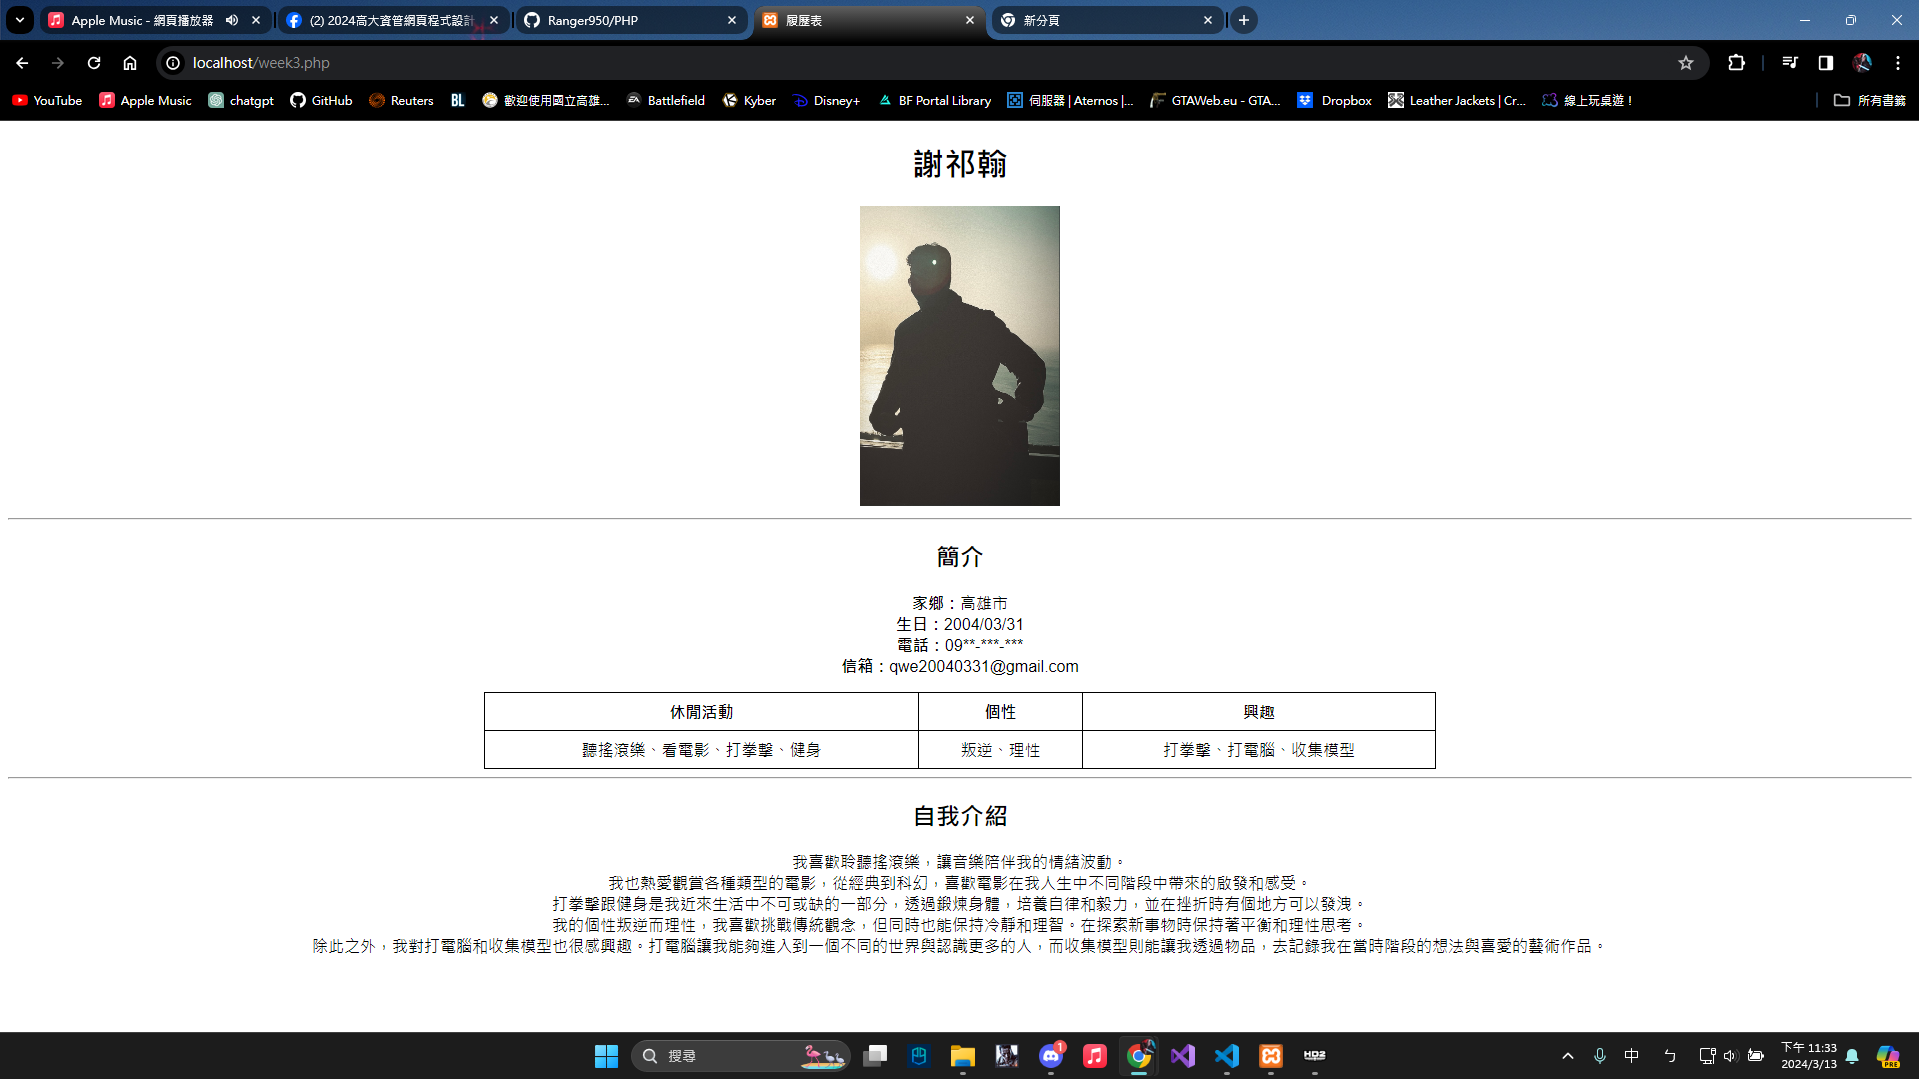 Apple Music - 網頁播放器
(2) 2024高大資管網頁程式設計
Ranger950/PHP
履歷表
新分頁
localhost/week3.php
YouTube
Apple Music
chatgpt
GitHub
Reuters
BL
歡迎使用國立高雄...
Battlefield
Kyber
Disney+
BF Portal Library
伺服器 | Aternos |...
GTAWeb.eu - GTA...
Dropbox
Leather Jackets | Cr...
線上玩桌遊！
所有書籤
謝祁翰
簡介
家鄉：高雄市
生日：2004/03/31
電話：09**-***-***
信箱：qwe20040331@gmail.com
休閒活動 個性 興趣
聽搖滾樂、看電影、打拳擊、健身 叛逆、理性 打拳擊、打電腦、收集模型
自我介紹
我喜歡聆聽搖滾樂，讓音樂陪伴我的情緒波動。
我也熱愛觀賞各種類型的電影，從經典到科幻，喜歡電影在我人生中不同階段中帶來的啟發和感受。
打拳擊跟健身是我近來生活中不可或缺的一部分，透過鍛煉身體，培養自律和毅力，並在挫折時有個地方可以發洩。
我的個性叛逆而理性，我喜歡挑戰傳統觀念，但同時也能保持冷靜和理智。在探索新事物時保持著平衡和理性思考。
除此之外，我對打電腦和收集模型也很感興趣。打電腦讓我能夠進入到一個不同的世界與認識更多的人，而收集模型則能讓我透過物品，去記錄我在當時階段的想法與喜愛的藝術作品。
搜尋
1
HD2
中
ㄅ
下午 11:33
2024/3/13
PRE